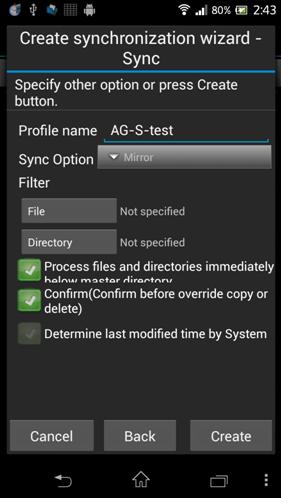 80% 2:43
Create synchronization wizard -
Sync
Specify other option or press Create
button.
Profile name AG-S-test
Sync Option Mirror
Filter
File Not specified
Directory Not specified
Process files and directories immediately
below master directory
Confirm(Confirm before override copy or
delete)
Determine last modified time by System
Cancel Back Create